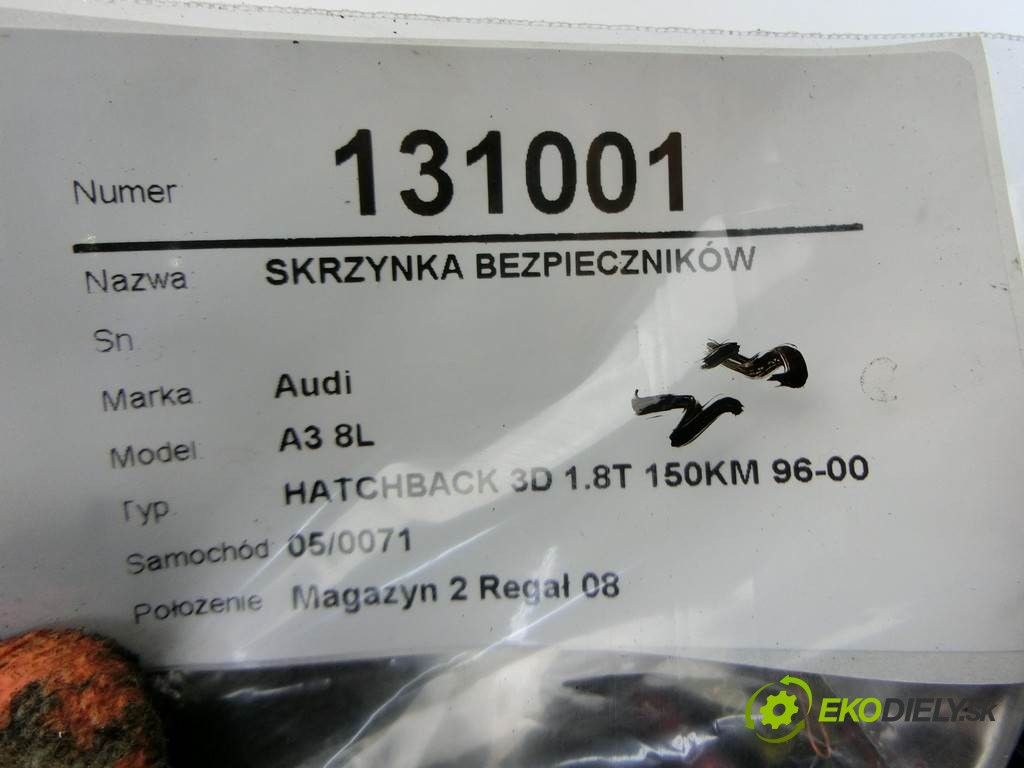 Numer 131001
Nazwa SKRZYNKA BEZPIECZNIKÓW
Sn
Marka Audi
Model A3 8L
Typ HATCHBACK 3D 1.8T 150KM 96-00
Samochód 05/0071
Położenie Magazyn 2 Regał 08
EKODIELY.SK